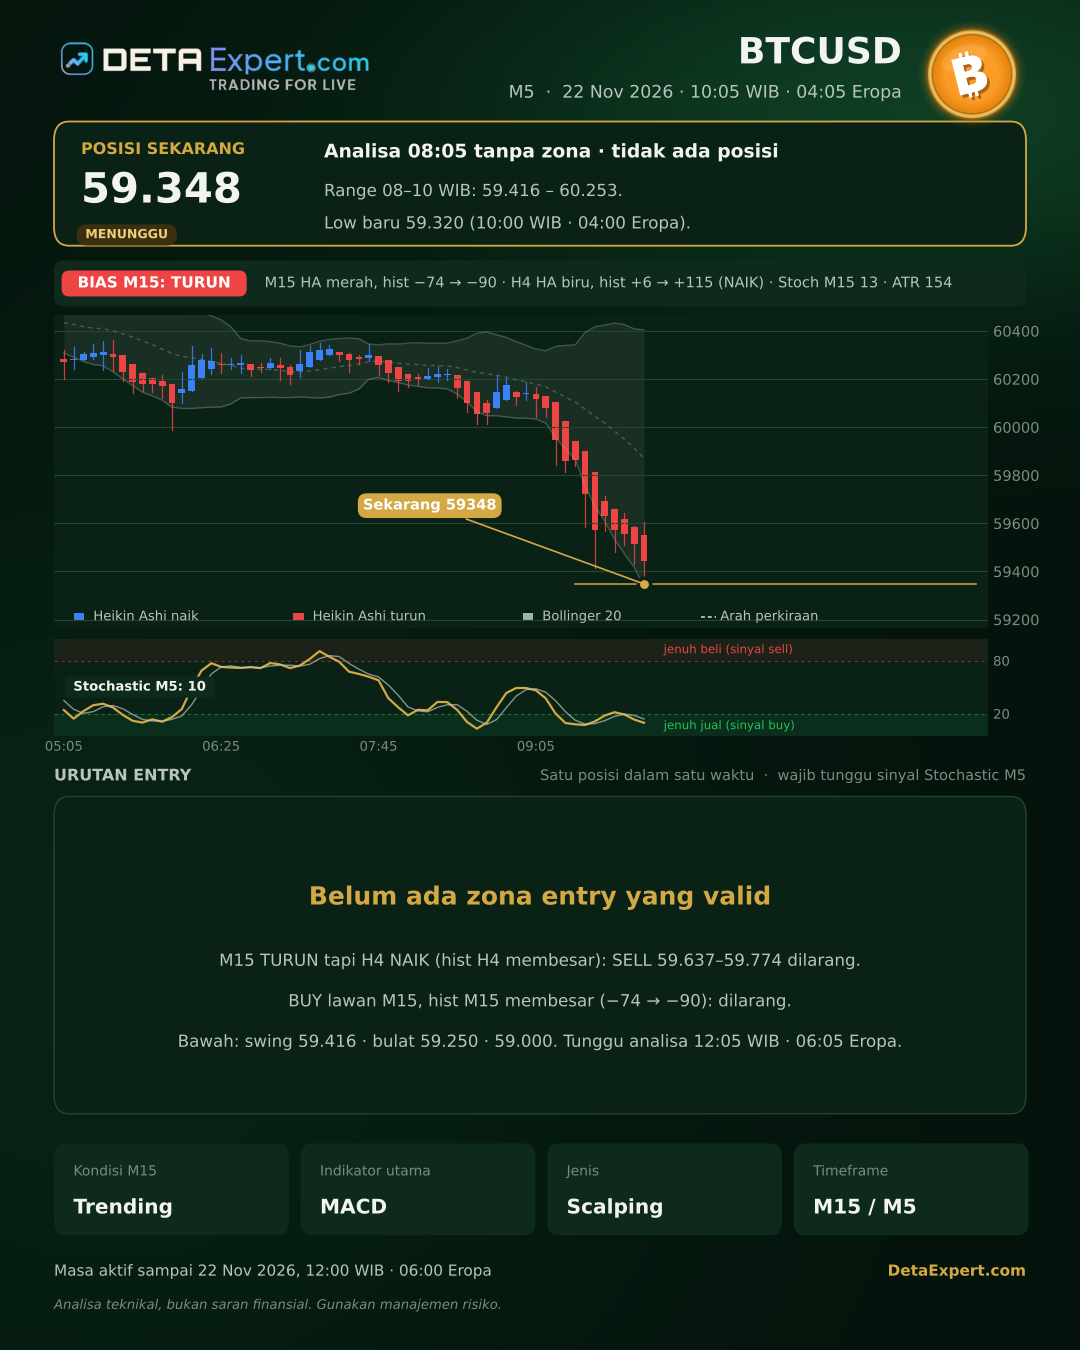 DETA Expert.com
TRADING FOR LIVE
BTCUSD
M5 · 22 Nov 2026 · 10:05 WIB · 04:05 Eropa
POSISI SEKARANG
59.348
MENUNGGU
Analisa 08:05 tanpa zona · tidak ada posisi
Range 08–10 WIB: 59.416 – 60.253.
Low baru 59.320 (10:00 WIB · 04:00 Eropa).
BIAS M15: TURUN
M15 HA merah, hist −74 → −90 · H4 HA biru, hist +6 → +115 (NAIK) · Stoch M15 13 · ATR 154
60400
60200
60000
59800
59600
59400
59200
Sekarang 59348
Heikin Ashi naik
Heikin Ashi turun
Bollinger 20
Arah perkiraan
jenuh beli (sinyal sell)
80
Stochastic M5: 10
20
jenuh jual (sinyal buy)
05:05
06:25
07:45
09:05
URUTAN ENTRY
Satu posisi dalam satu waktu · wajib tunggu sinyal Stochastic M5
Belum ada zona entry yang valid
M15 TURUN tapi H4 NAIK (hist H4 membesar): SELL 59.637–59.774 dilarang.
BUY lawan M15, hist M15 membesar (−74 → −90): dilarang.
Bawah: swing 59.416 · bulat 59.250 · 59.000. Tunggu analisa 12:05 WIB · 06:05 Eropa.
Kondisi M15
Trending
Indikator utama
MACD
Jenis
Scalping
Timeframe
M15 / M5
Masa aktif sampai 22 Nov 2026, 12:00 WIB · 06:00 Eropa
DetaExpert.com
Analisa teknikal, bukan saran finansial. Gunakan manajemen risiko.